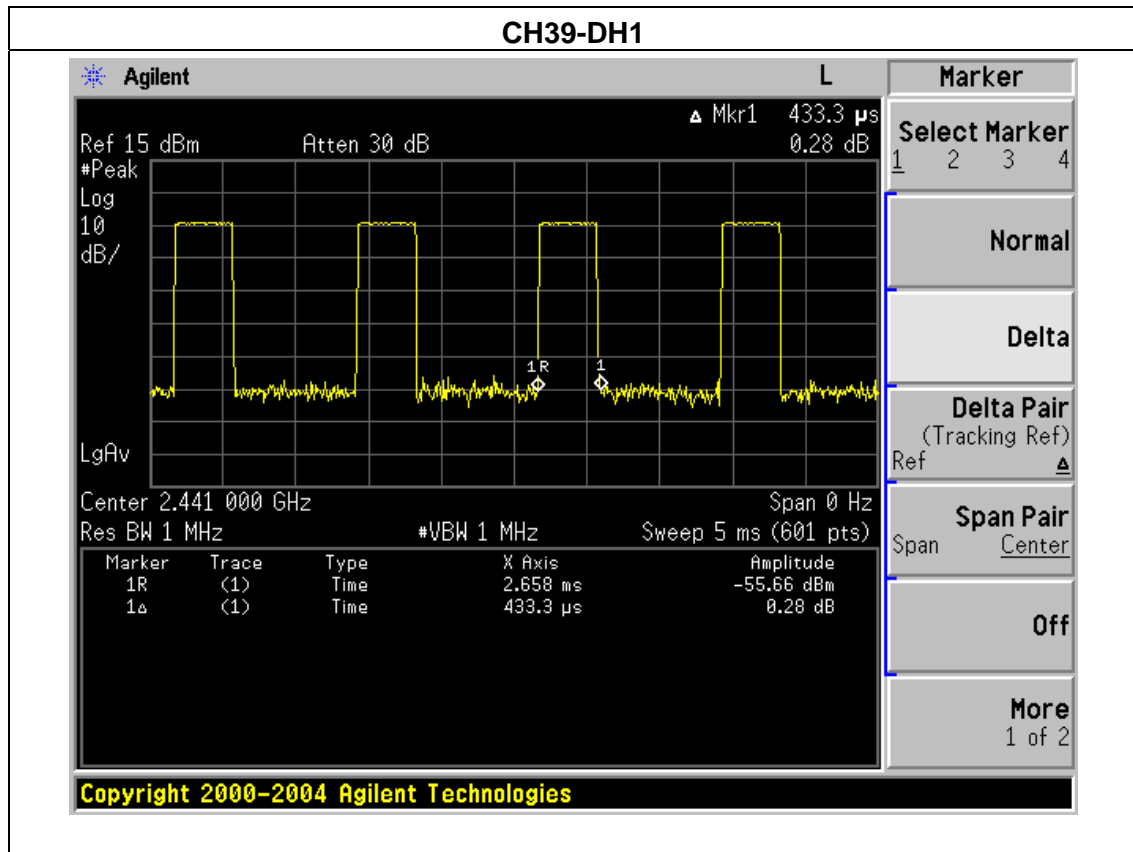 CH39-DH1
Agilent L Marker
Δ Mkr1 433.3 µs
Ref 15 dBm Atten 30 dB 0.28 dB
#Peak
Log
10
dB/
1R 1
LgAv
Center 2.441 000 GHz Span 0 Hz
Res BW 1 MHz #VBW 1 MHz Sweep 5 ms (601 pts)
Marker Trace Type X Axis Amplitude
1R (1) Time 2.658 ms -55.66 dBm
1Δ (1) Time 433.3 µs 0.28 dB
Select Marker
1 2 3 4
Normal
Delta
Delta Pair
(Tracking Ref)
Ref Δ
Span Pair
Span Center
Off
More
1 of 2
Copyright 2000-2004 Agilent Technologies